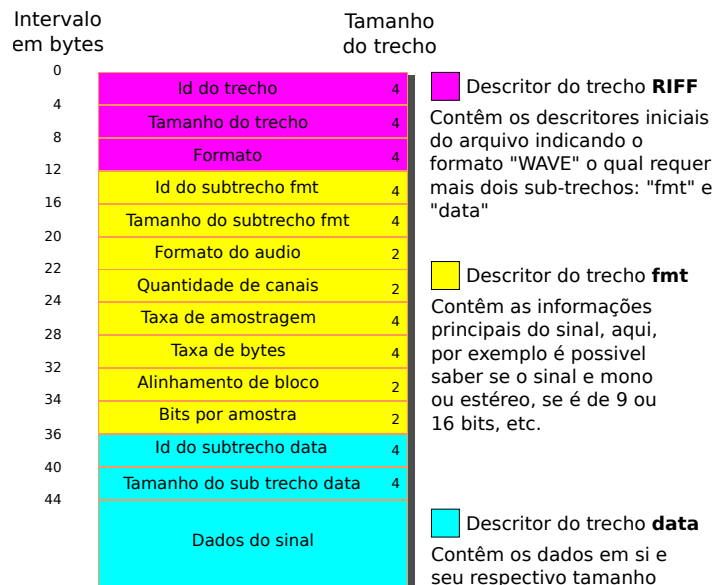 Intervalo
em bytes
Tamanho
do trecho
0
Id do trecho 4
4
Tamanho do trecho 4
8
Formato 4
12
Id do subtrecho fmt 4
16
Tamanho do subtrecho fmt 4
20
Formato do audio 2
22
Quantidade de canais 2
24
Taxa de amostragem 4
28
Taxa de bytes 4
32
Alinhamento de bloco 2
34
Bits por amostra 2
36
Id do subtrecho data 4
40
Tamanho do sub trecho data 4
44
Dados do sinal
Descritor do trecho RIFF
Contêm os descritores iniciais
do arquivo indicando o
formato "WAVE" o qual requer
mais dois sub-trechos: "fmt" e
"data"
Descritor do trecho fmt
Contêm as informações
principais do sinal, aqui,
por exemplo é possivel
saber se o sinal e mono
ou estéreo, se é de 9 ou
16 bits, etc.
Descritor do trecho data
Contêm os dados em si e
seu respectivo tamanho